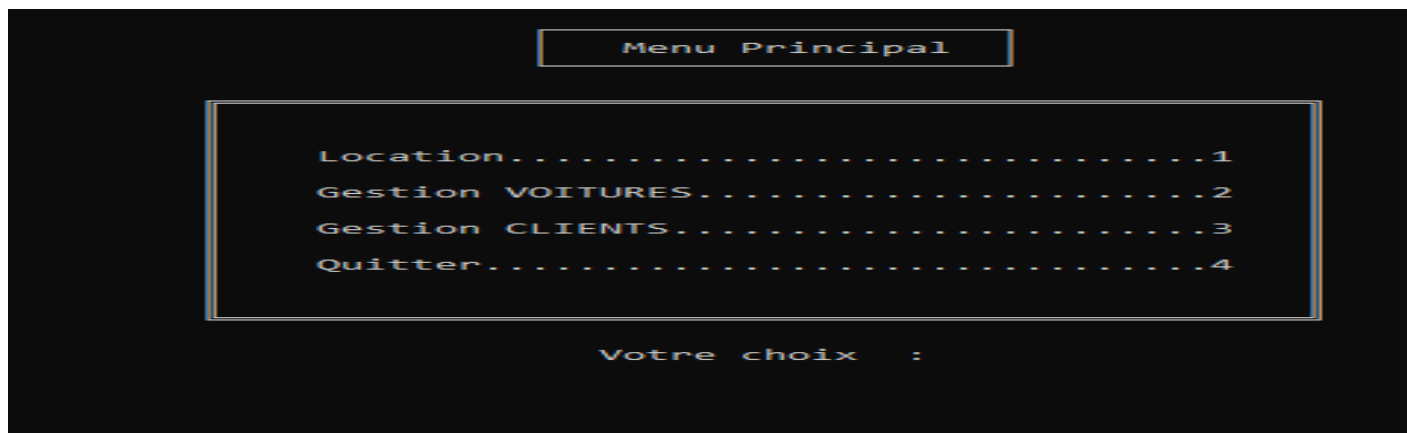 Menu Principal
Location..............................1
Gestion VOITURES......................2
Gestion CLIENTS.......................3
Quitter...............................4
Votre choix  :